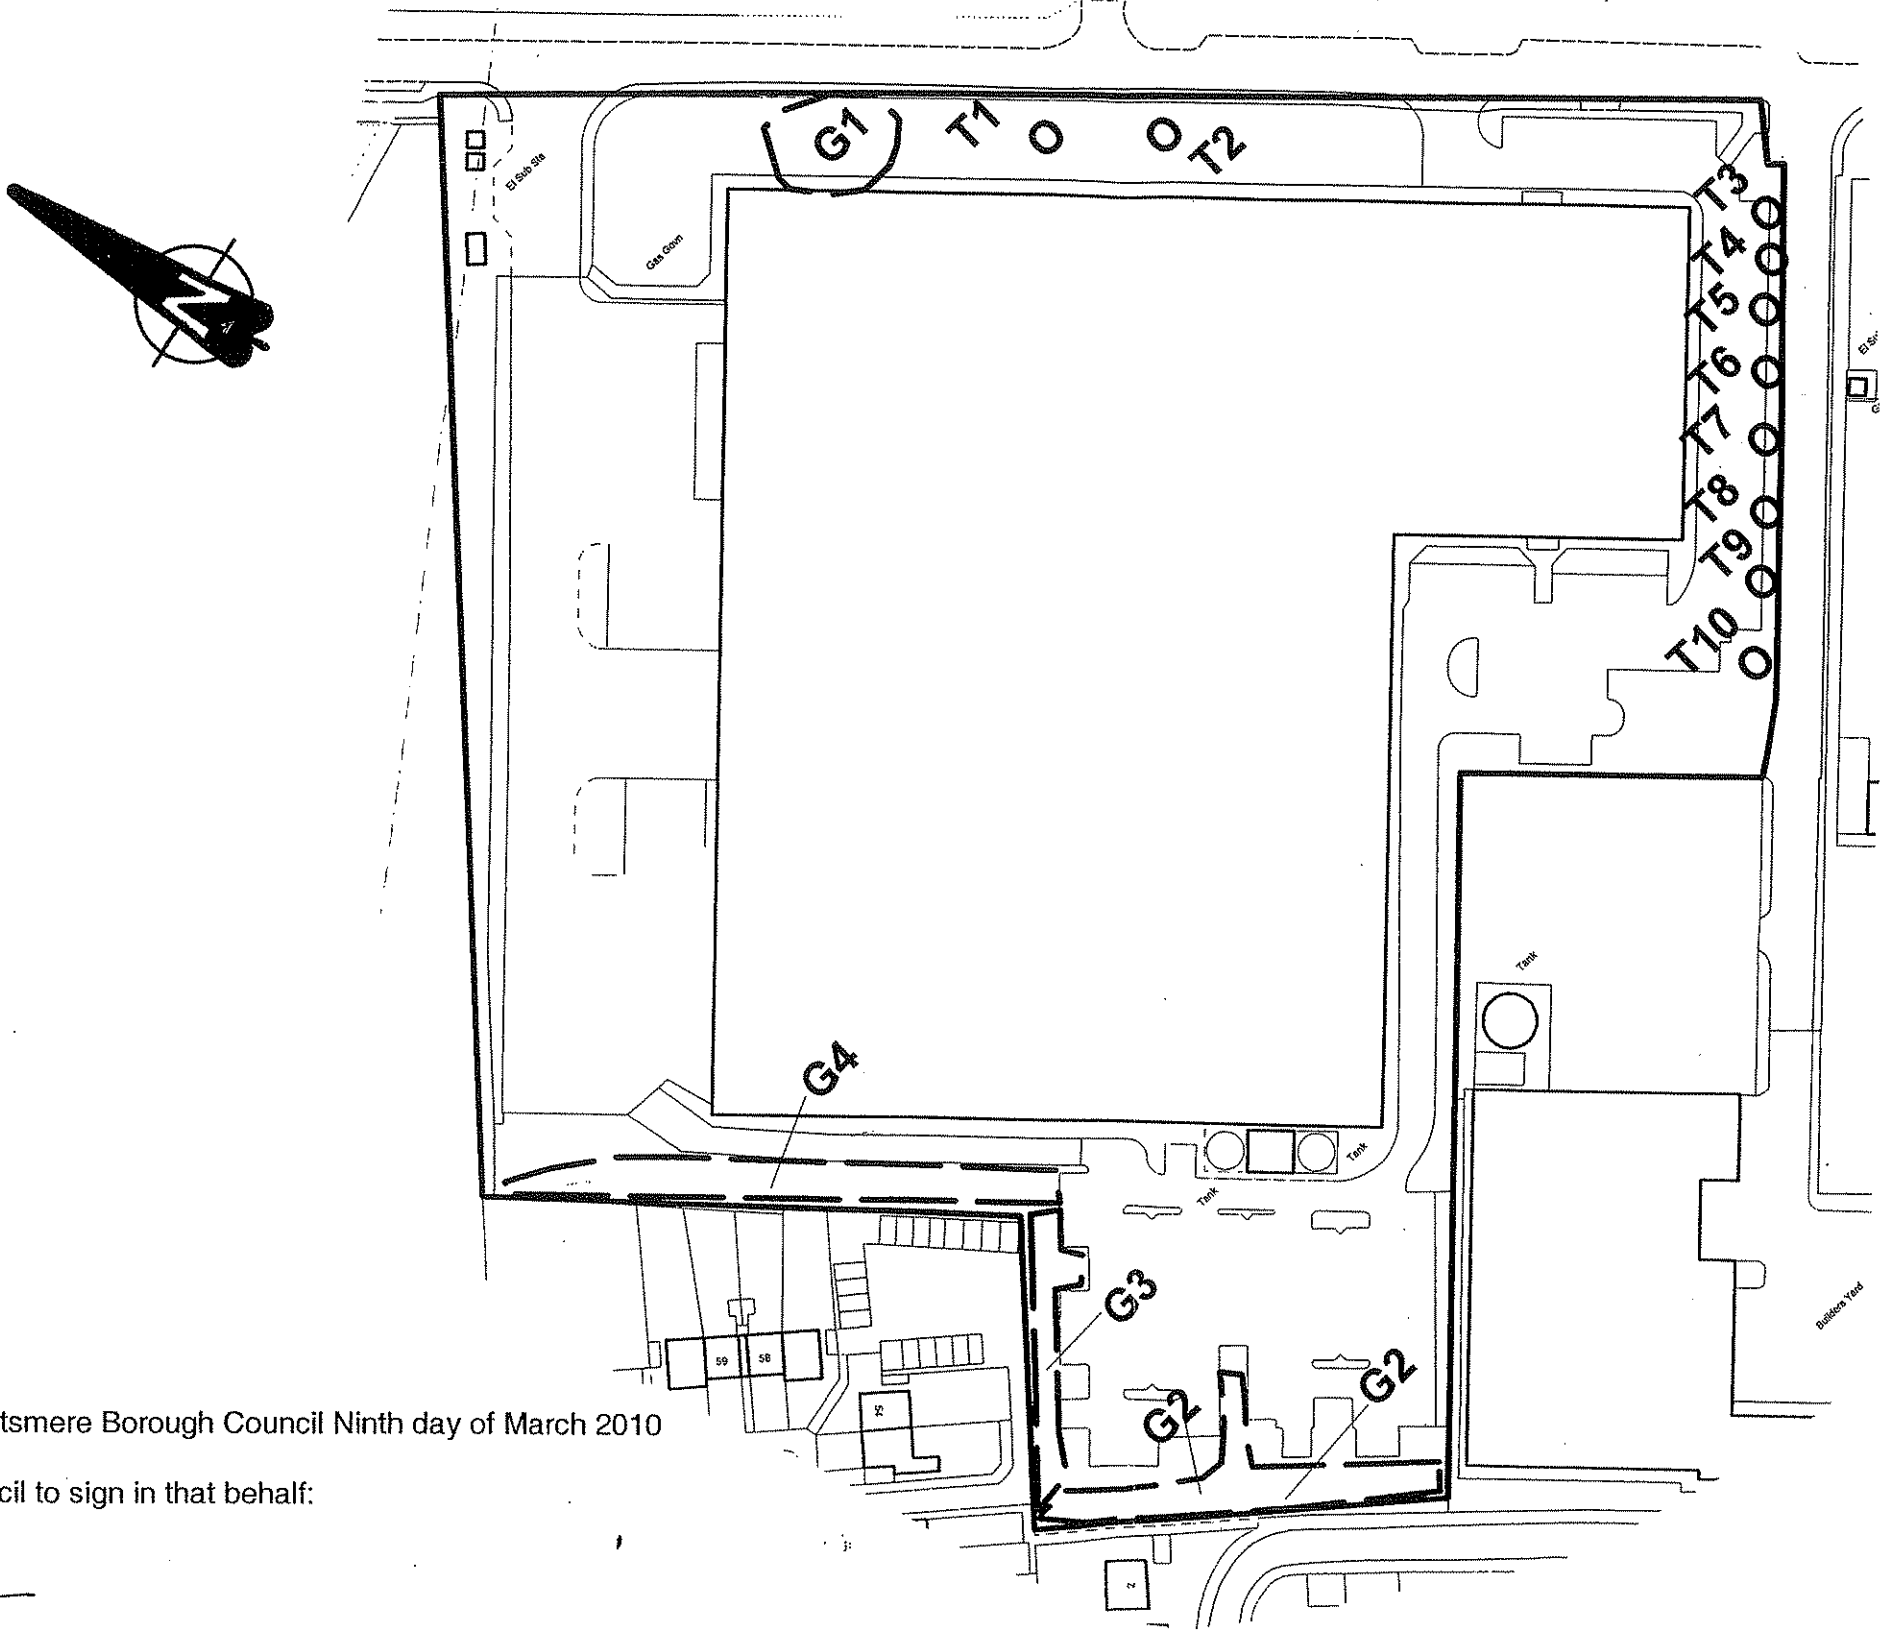 G1
T1
T2
El Sub Sta
Gas Govn
T3
T4
T5
T6
T7
T8
T9
T10
N
Tank
G4
Tank
Tank
G3
G2
G2
Builders Yard
59
58
54
2
tsmere Borough Council Ninth day of March 2010
cil to sign in that behalf: